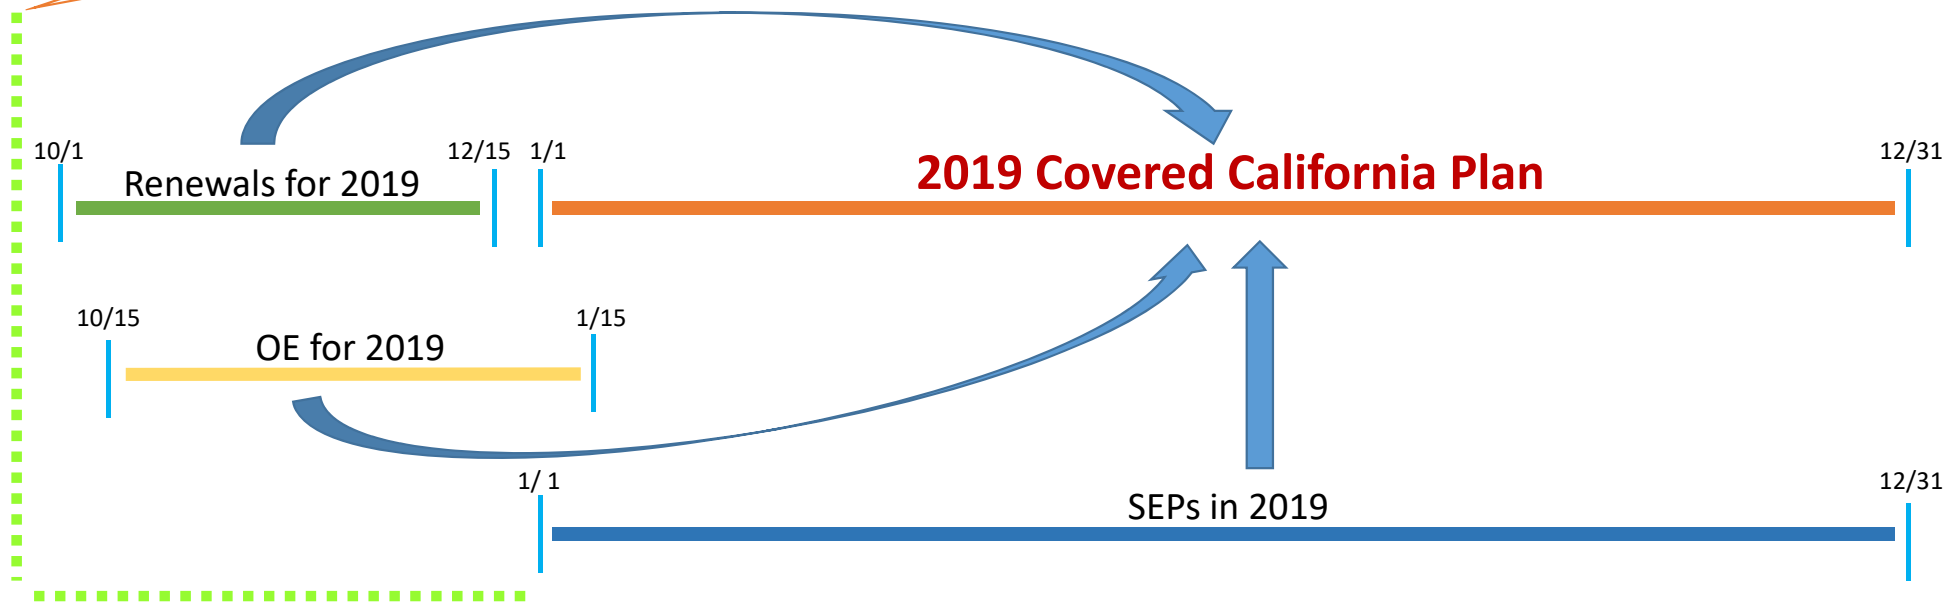 10/1
12/15
1/1
12/31
Renewals for 2019
2019 Covered California Plan
10/15
1/15
OE for 2019
1/ 1
12/31
SEPs in 2019